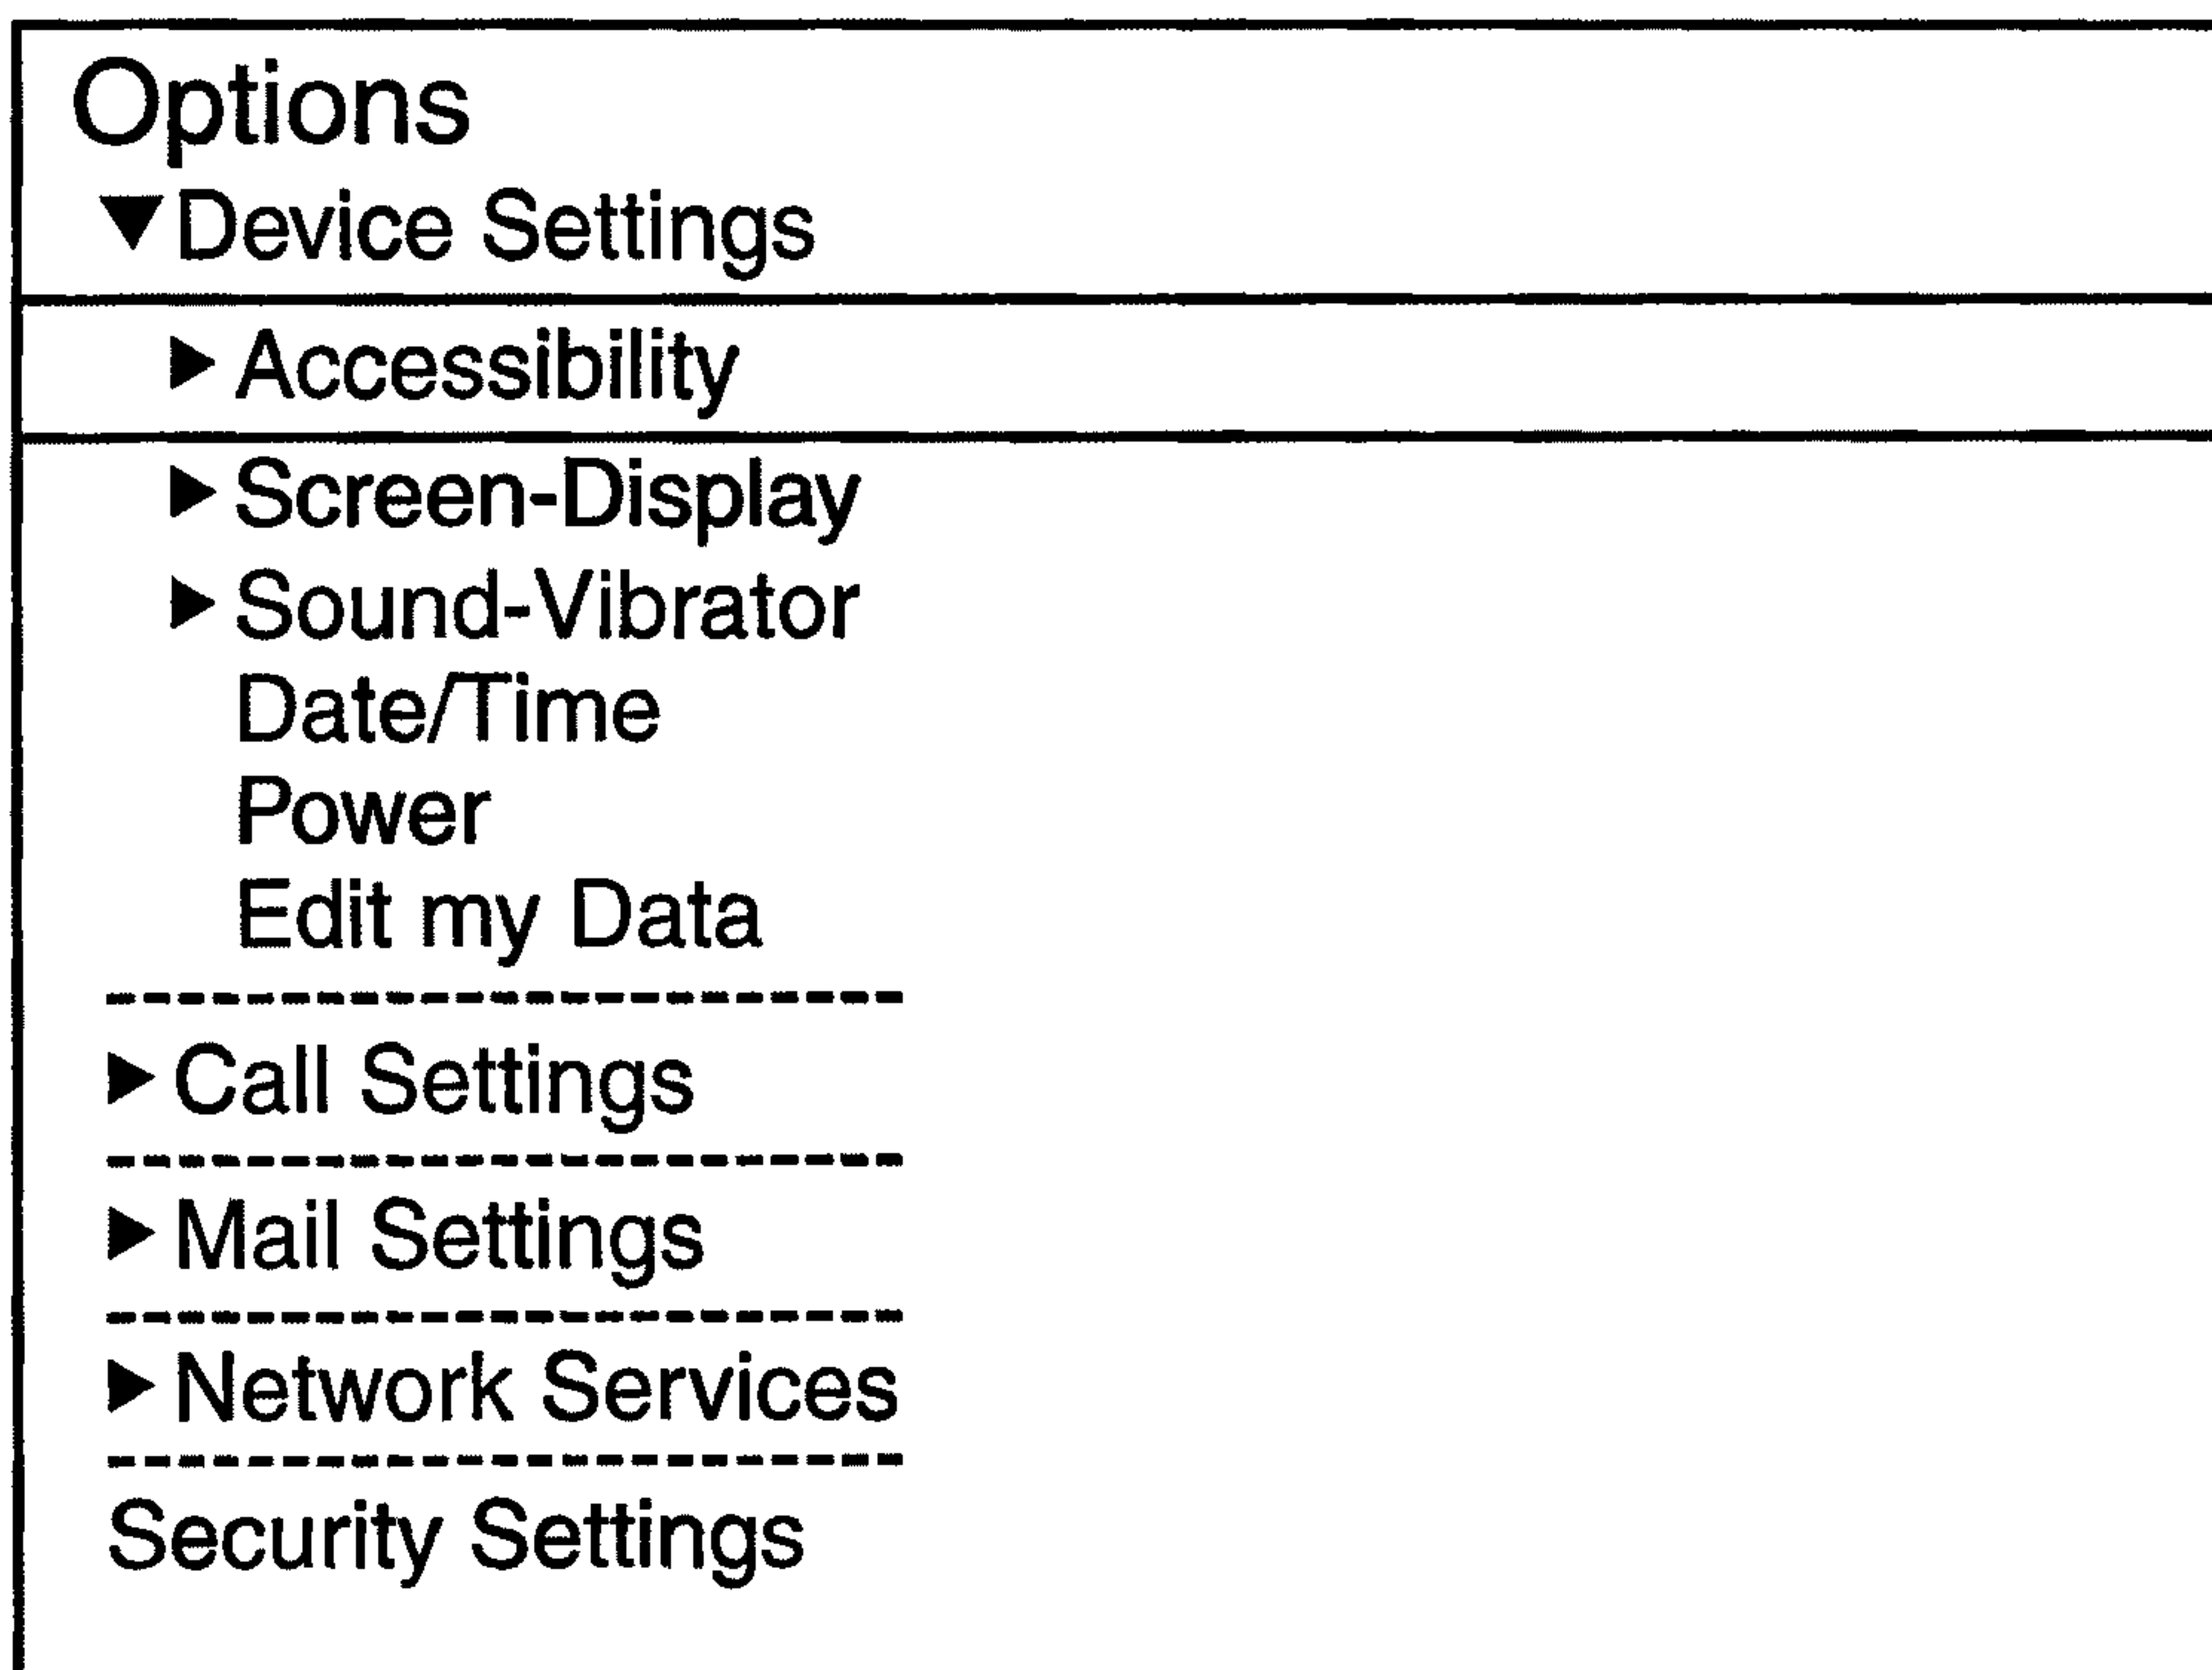 Options
Device Settings
Accessibility
Screen-Display
Sound-Vibrator
Date/Time
Power
Edit my Data
Call Settings
Mail Settings
Network Services
Security Settings